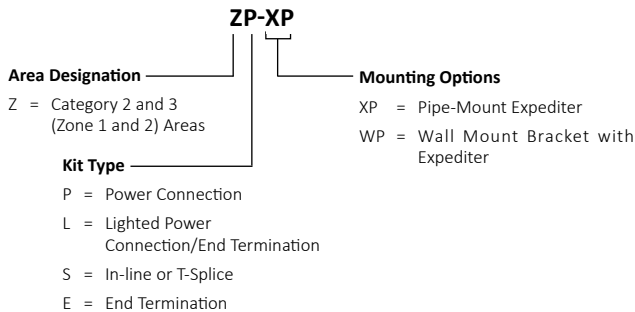 ZP-XP
Area Designation
Z = Category 2 and 3
(Zone 1 and 2) Areas
Kit Type
P = Power Connection
L = Lighted Power
Connection/End Termination
S = In-line or T-Splice
E = End Termination
Mounting Options
XP = Pipe-Mount Expediter
WP = Wall Mount Bracket with
Expediter